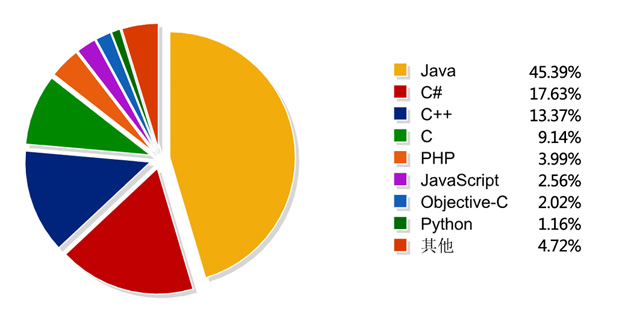 Java 45.39%
C# 17.63%
C++ 13.37%
C 9.14%
PHP 3.99%
JavaScript 2.56%
Objective-C 2.02%
Python 1.16%
其他 4.72%